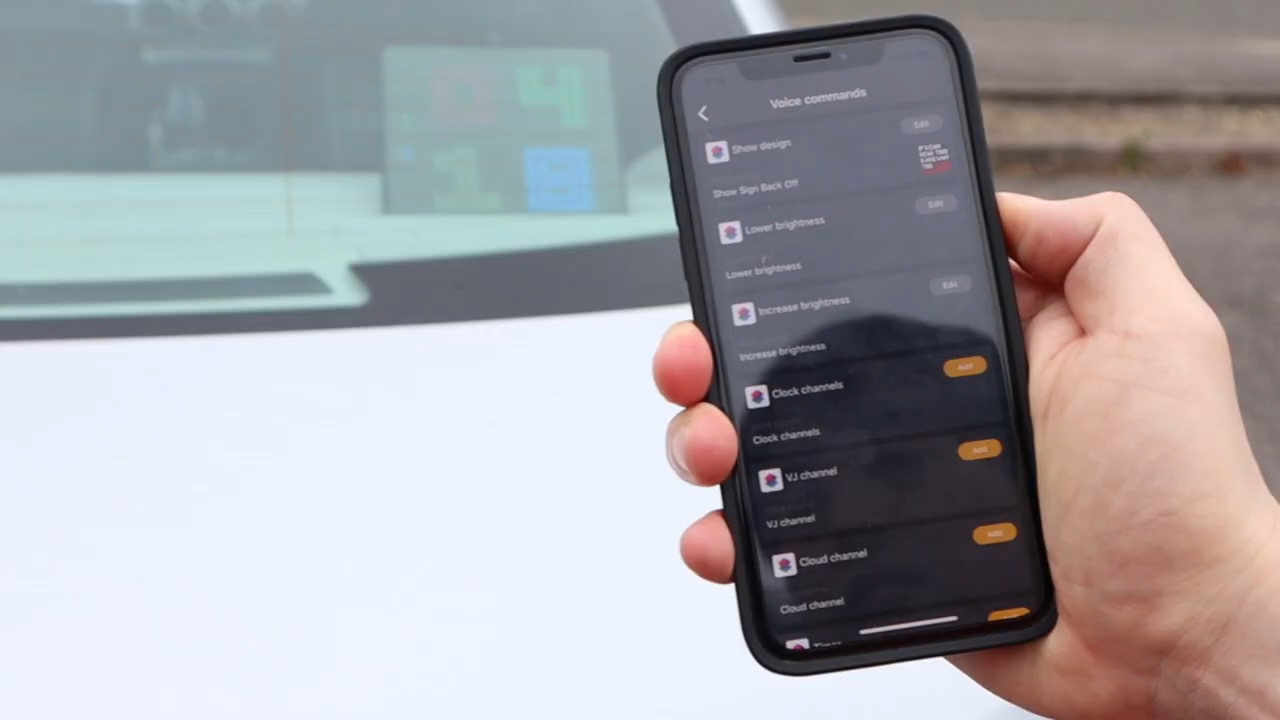 Voice commands
Edit
Show design
Show Sign Back Off
Edit
Lower brightness
Lower brightness
Edit
Increase brightness
Increase brightness
Add
Clock channels
Clock channels
Add
VJ channel
VJ channel
Add
Cloud channel
Cloud channel